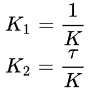 K₁ = 1/K
K₂ = τ/K